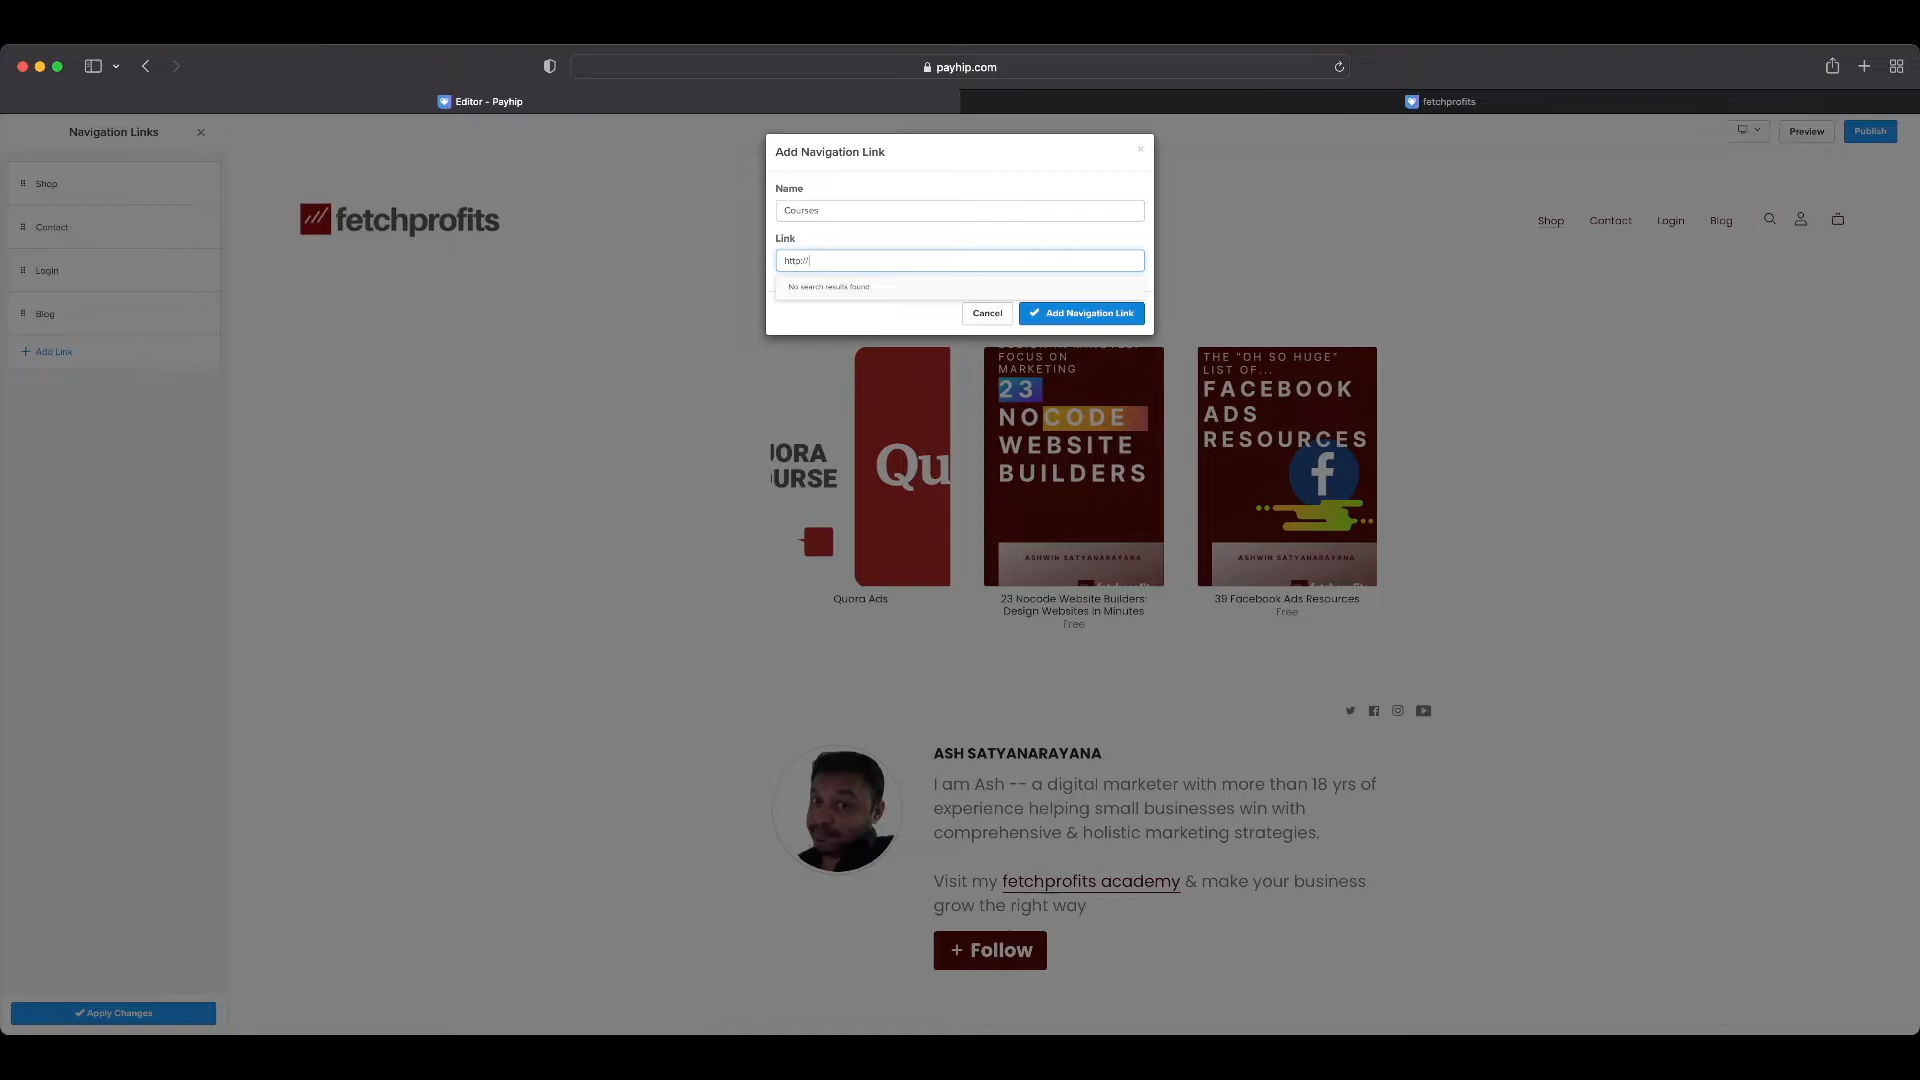 payhip.com
Editor - Payhip
fetchprofits
Navigation Links
Shop
Contact
Login
Blog
Add Link
Apply Changes
Preview
Publish
fetchprofits
Shop
Contact
Login
Blog
Add Navigation Link
Name
Courses
Link
http://
No search results found
Cancel
Add Navigation Link
QUORA
COURSE
Qu
Quora Ads
FOCUS ON
MARKETING
23
NOCODE
WEBSITE
BUILDERS
ASHWIN SATYANARAYANA
23 Nocode Website Builders:
Design Websites In Minutes
Free
THE "OH SO HUGE"
LIST OF...
FACEBOOK
ADS
RESOURCES
ASHWIN SATYANARAYANA
39 Facebook Ads Resources
Free
ASH SATYANARAYANA
I am Ash -- a digital marketer with more than 18 yrs of
experience helping small businesses win with
comprehensive & holistic marketing strategies.
Visit my fetchprofits academy & make your business
grow the right way
+ Follow